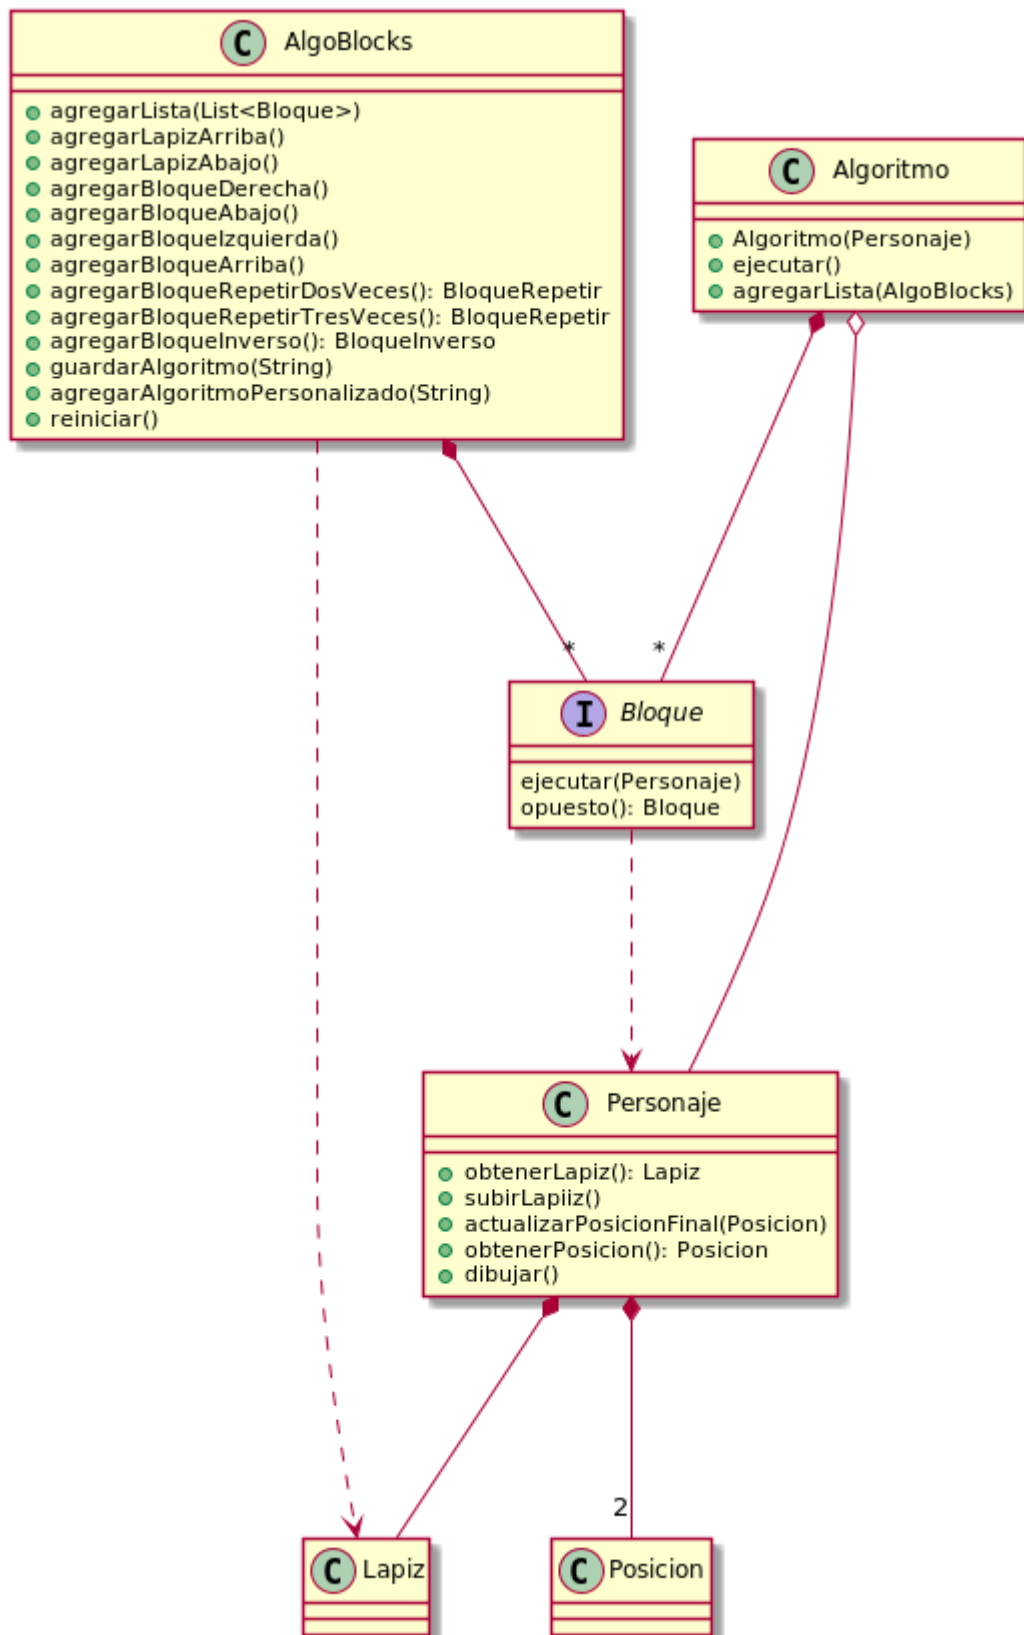 C AlgoBlocks
agregarLista(List<Bloque>)
agregarLapizArriba()
agregarLapizAbajo()
agregarBloqueDerecha()
agregarBloqueAbajo()
agregarBloqueIzquierda()
agregarBloqueArriba()
agregarBloqueRepetirDosVeces(): BloqueRepetir
agregarBloqueRepetirTresVeces(): BloqueRepetir
agregarBloqueInverso(): BloqueInverso
guardarAlgoritmo(String)
agregarAlgoritmoPersonalizado(String)
reiniciar()
C Algoritmo
Algoritmo(Personaje)
ejecutar()
agregarLista(AlgoBlocks)
*
*
I Bloque
ejecutar(Personaje)
opuesto(): Bloque
C Personaje
obtenerLapiz(): Lapiz
subirLapiiz()
actualizarPosicionFinal(Posicion)
obtenerPosicion(): Posicion
dibujar()
2
C Lapiz
C Posicion